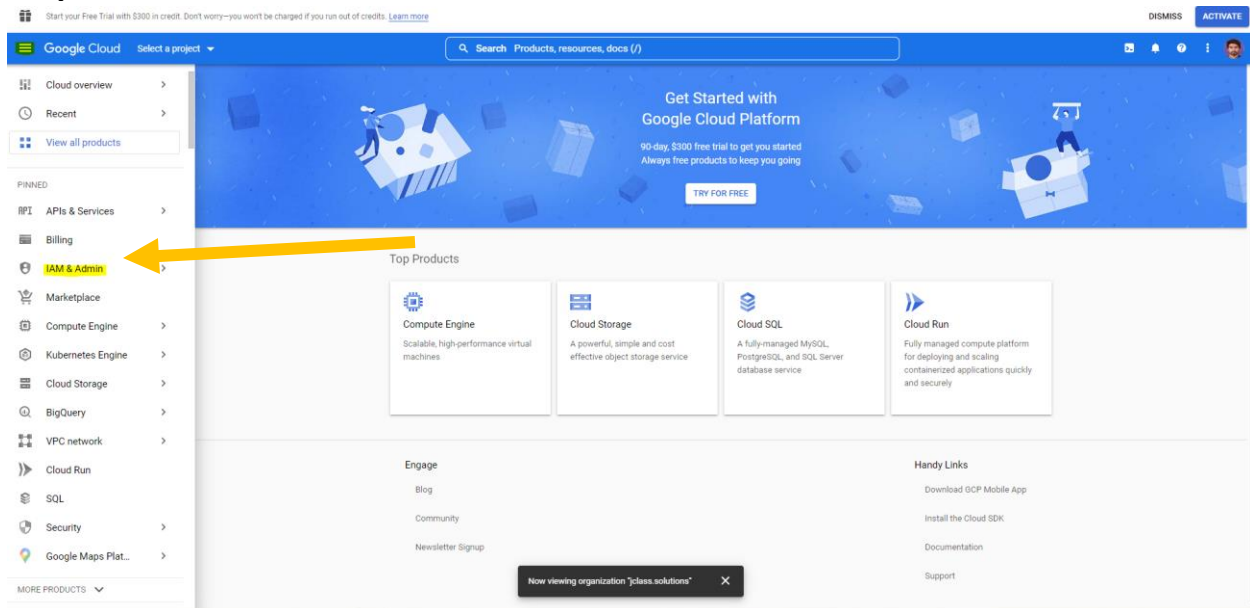 Start your Free Trial with $300 in credit. Don't worry—you won't be charged if you run out of credits. Learn more
DISMISS
ACTIVATE
Google Cloud
Select a project
Search Products, resources, docs (/)
Cloud overview
Recent
View all products
PINNED
API APIs & Services
Billing
IAM & Admin
Marketplace
Compute Engine
Kubernetes Engine
Cloud Storage
BigQuery
VPC network
Cloud Run
SQL
Security
Google Maps Plat...
MORE PRODUCTS
Get Started with
Google Cloud Platform
90-day, $300 free trial to get you started
Always free products to keep you going
TRY FOR FREE
Top Products
Compute Engine
Scalable, high-performance virtual
machines
Cloud Storage
A powerful, simple and cost
effective object storage service
Cloud SQL
A fully-managed MySQL,
PostgreSQL, and SQL Server
database service
Cloud Run
Fully managed compute platform
for deploying and scaling
containerized applications quickly
and securely
Engage
Blog
Community
Newsletter Signup
Handy Links
Download GCP Mobile App
Install the Cloud SDK
Documentation
Support
Now viewing organization "jclass.solutions"